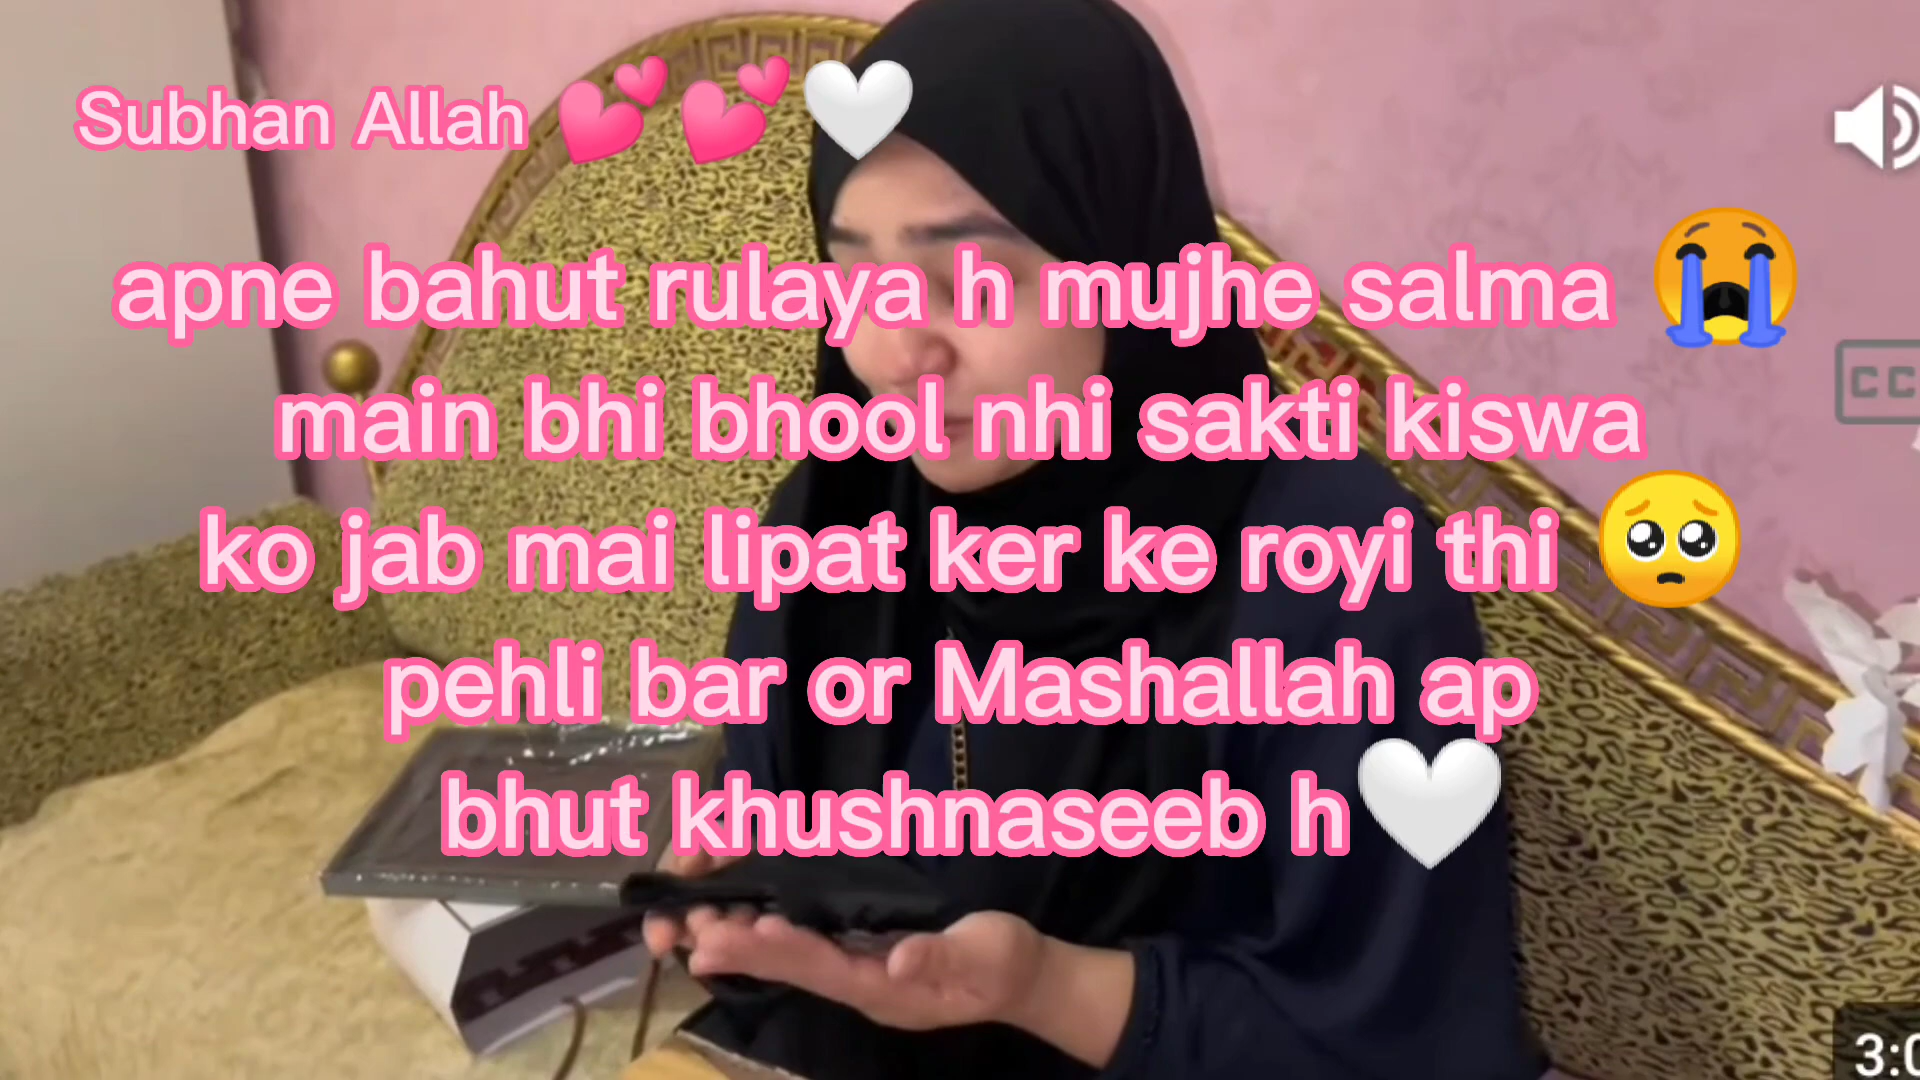 Subhan Allah 💕💕🤍
apne bahut rulaya h mujhe salma 😭
main bhi bhool nhi sakti kiswa
ko jab mai lipat ker ke royi thi 🥺
pehli bar or Mashallah ap
bhut khushnaseeb h🤍
CC